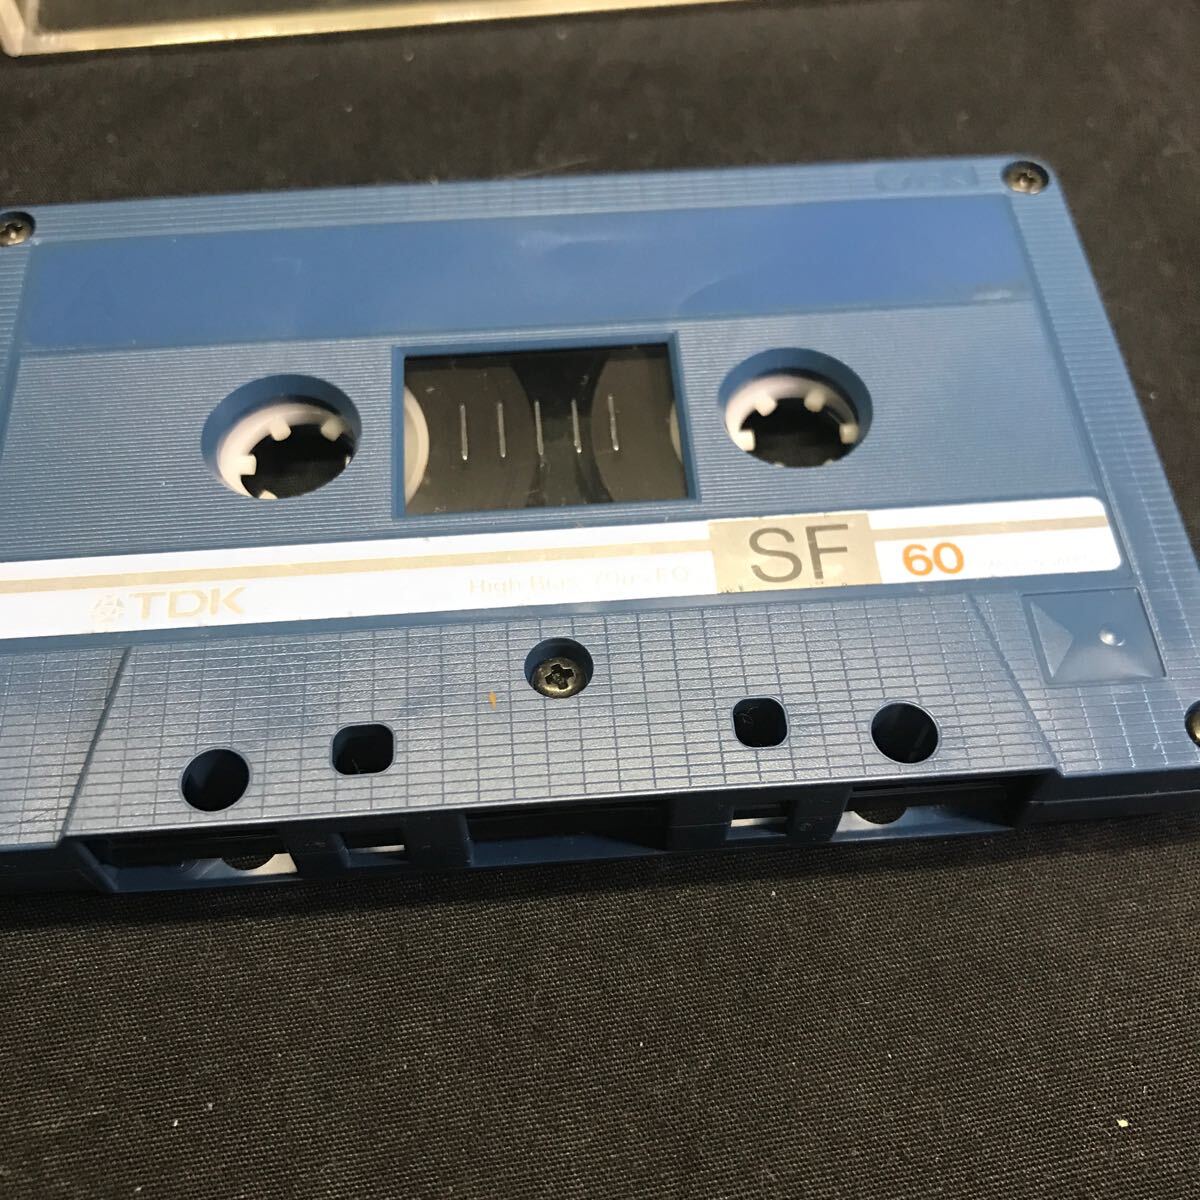 TDK
High Bias 70μs EQ
SF
60